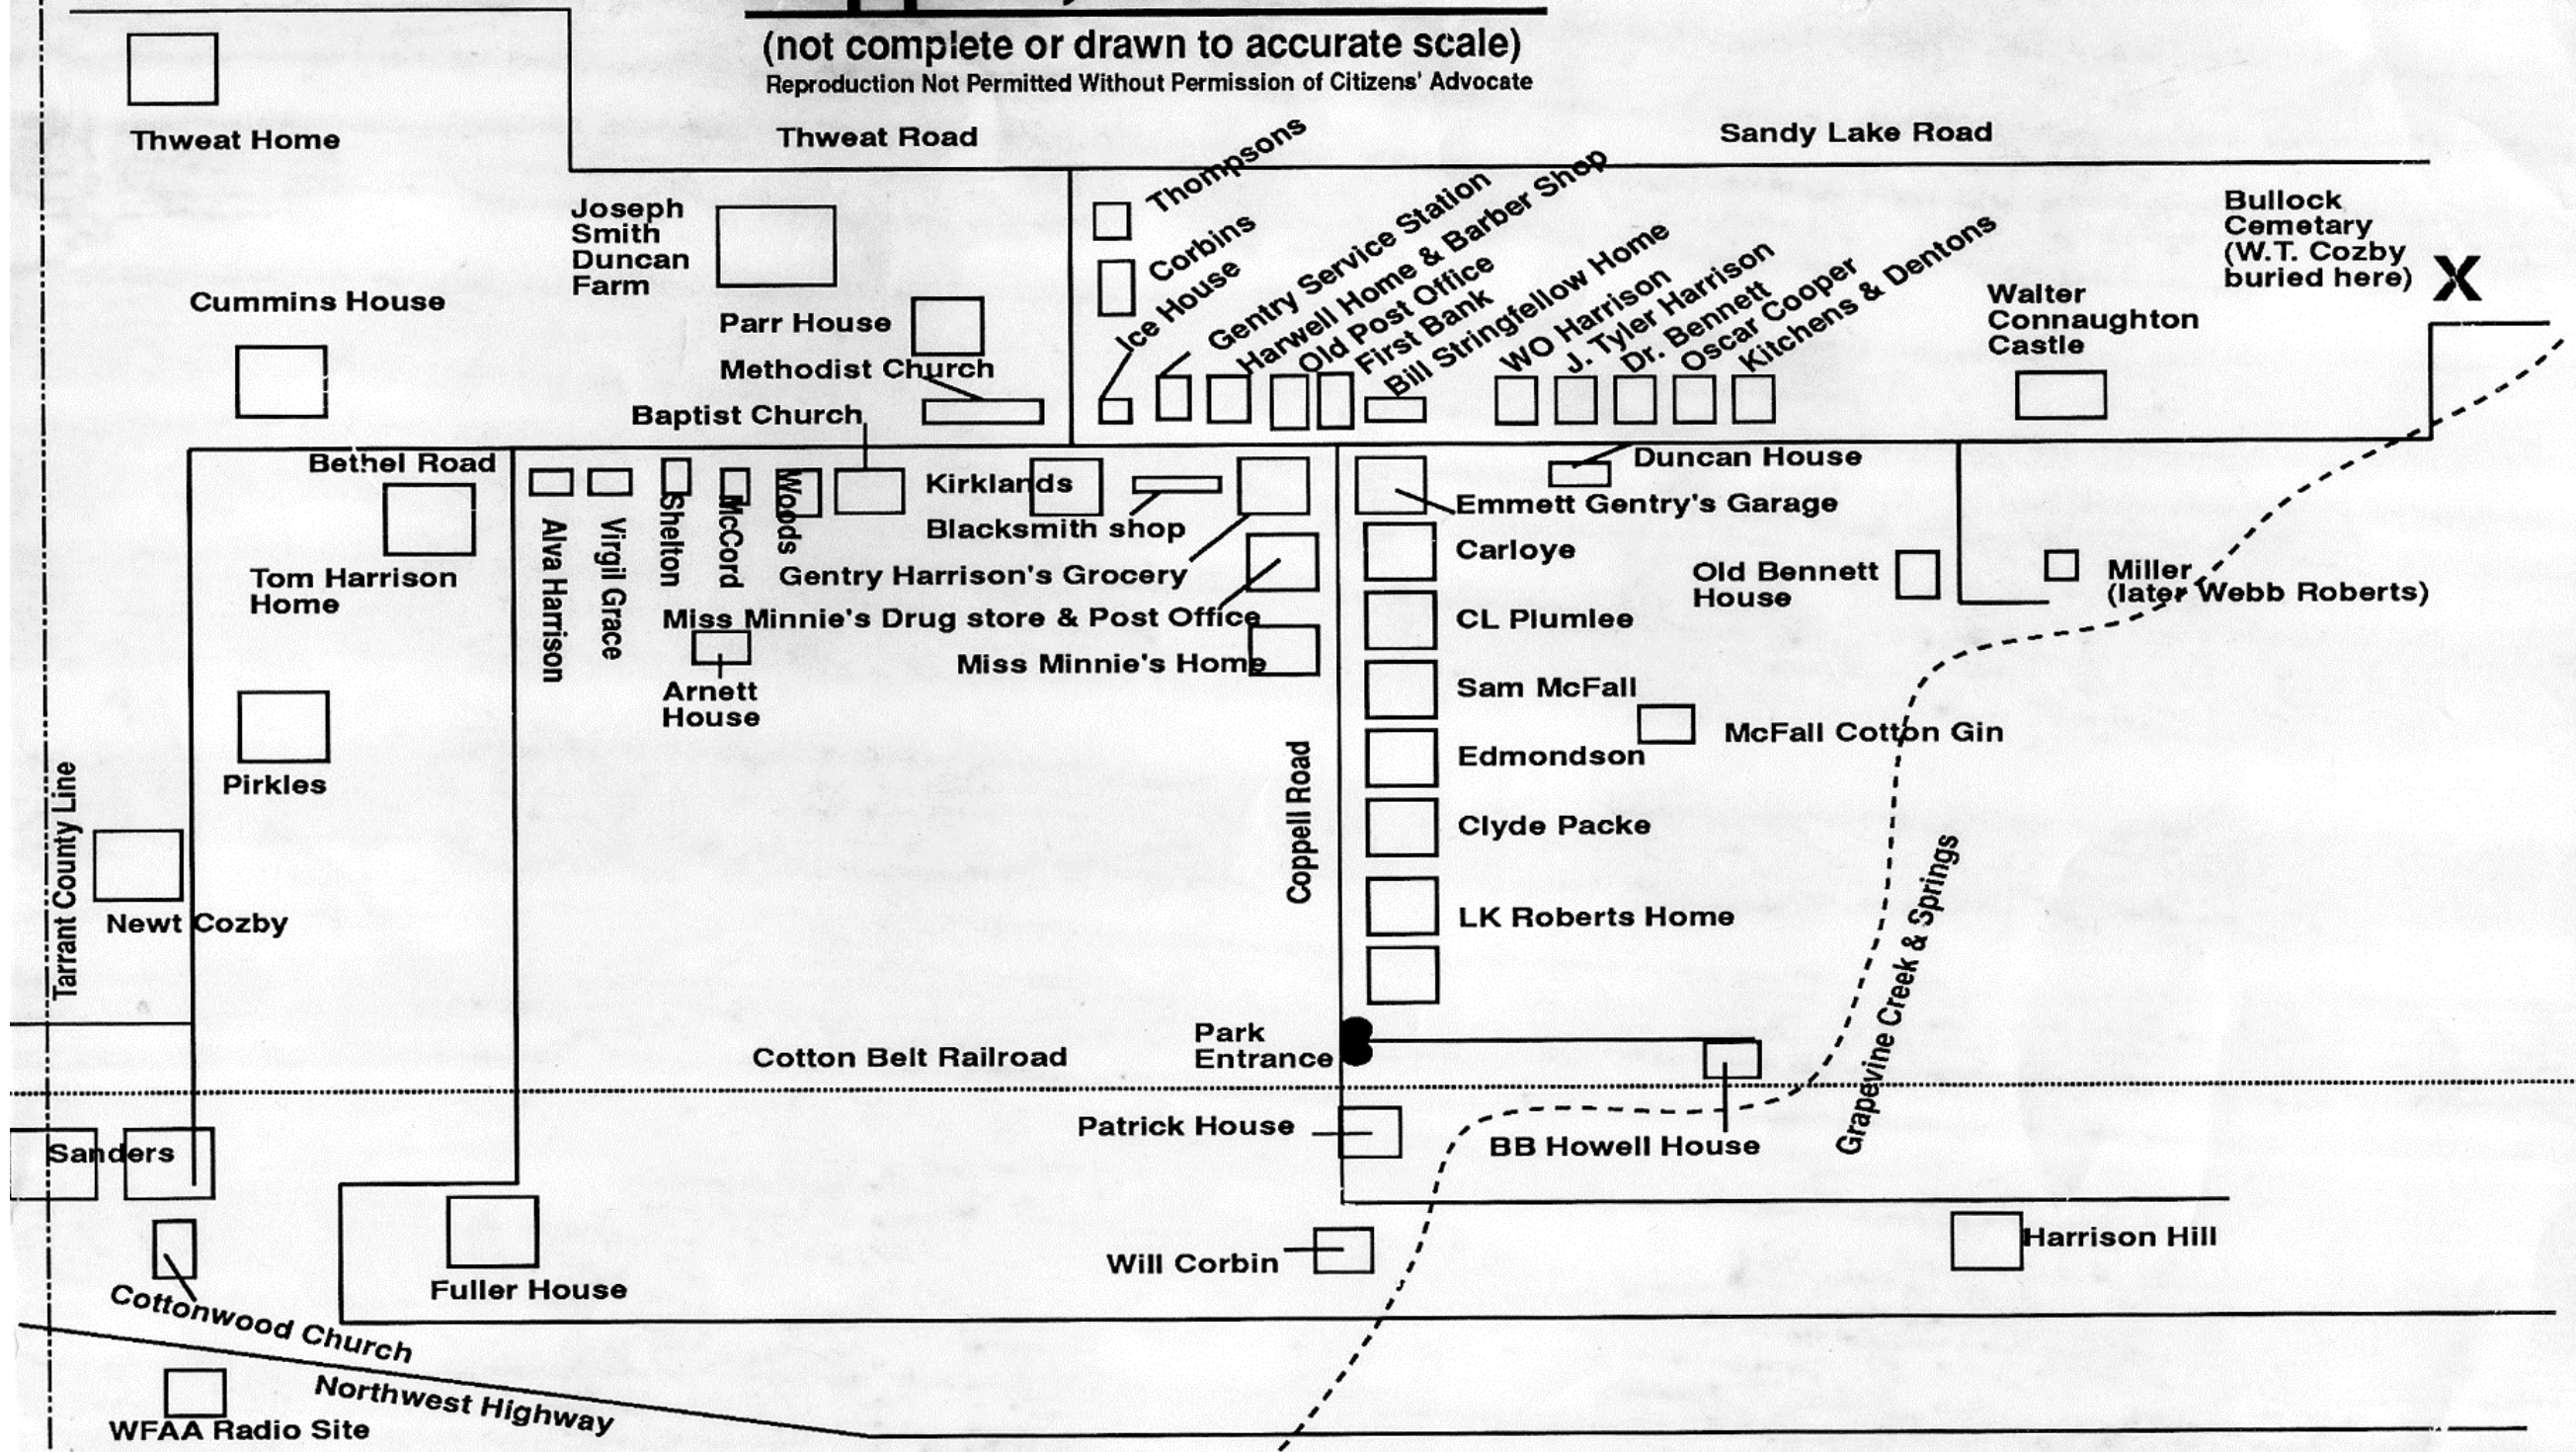 (not complete or drawn to accurate scale)
Reproduction Not Permitted Without Permission of Citizens' Advocate
Thweat Home
Thweat Road
Sandy Lake Road
Thompsons
Corbins
Ice House
Gentry Service Station
Harwell Home & Barber Shop
Old Post Office
First Bank
Bill Stringfellow Home
WO Harrison
J. Tyler Harrison
Dr. Bennett
Oscar Cooper
Kitchens & Dentons
Joseph
Smith
Duncan
Farm
Bullock
Cemetary
(W.T. Cozby
buried here)
X
Walter
Connaughton
Castle
Cummins House
Parr House
Methodist Church
Baptist Church
Bethel Road
Tom Harrison
Home
Alva Harrison
Virgil Grace
Shelton
McCord
Woods
Kirklands
Blacksmith shop
Gentry Harrison's Grocery
Miss Minnie's Drug store & Post Office
Miss Minnie's Home
Arnett
House
Duncan House
Emmett Gentry's Garage
Carloye
CL Plumlee
Sam McFall
Edmondson
Clyde Packe
LK Roberts Home
Old Bennett
House
Miller
(later Webb Roberts)
McFall Cotton Gin
Pirkles
Tarrant County Line
Newt Cozby
Coppell Road
Grapevine Creek & Springs
Park
Entrance
Cotton Belt Railroad
Patrick House
BB Howell House
Sanders
Fuller House
Will Corbin
Harrison Hill
Cottonwood Church
Northwest Highway
WFAA Radio Site